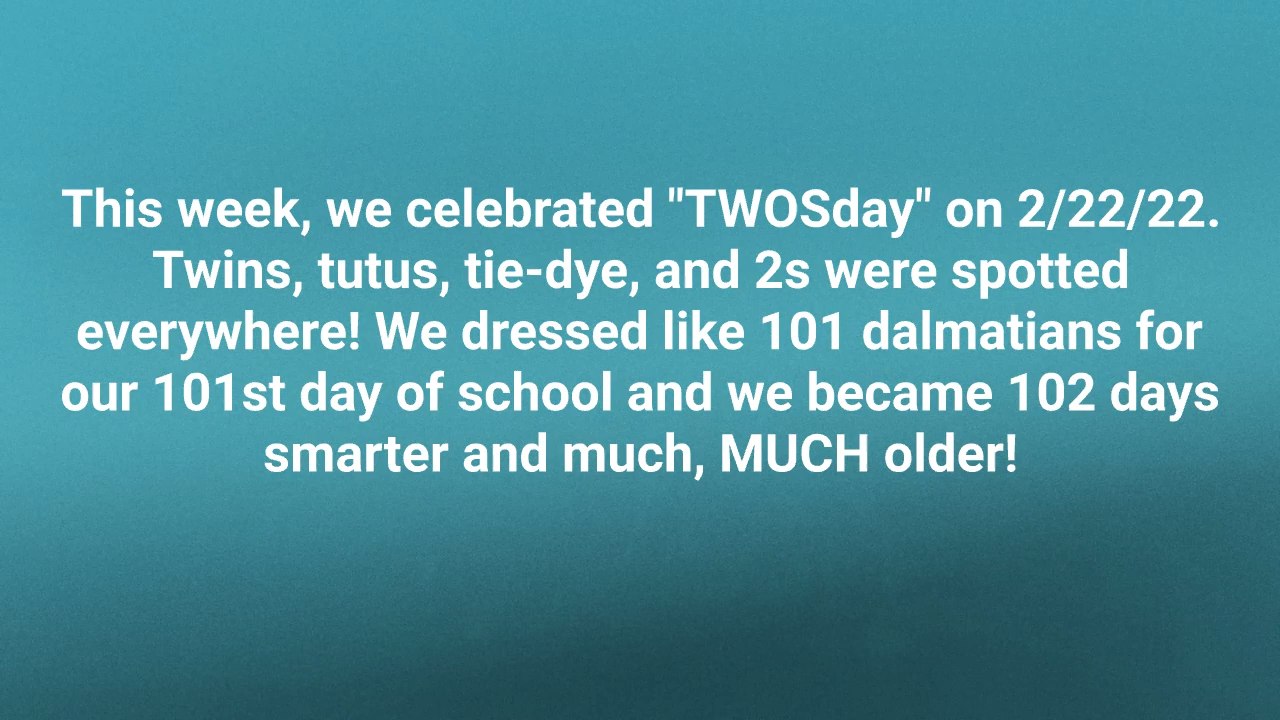 This week, we celebrated "TWOSday" on 2/22/22.
Twins, tutus, tie-dye, and 2s were spotted
everywhere! We dressed like 101 dalmatians for
our 101st day of school and we became 102 days
smarter and much, MUCH older!